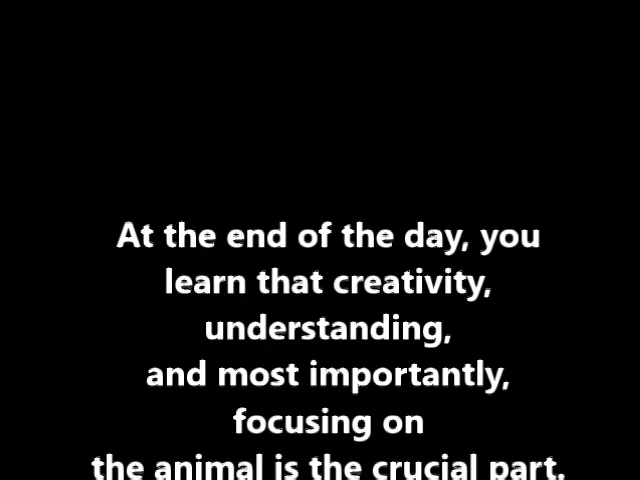 At the end of the day, you
learn that creativity,
understanding,
and most importantly,
focusing on
the animal is the crucial part.